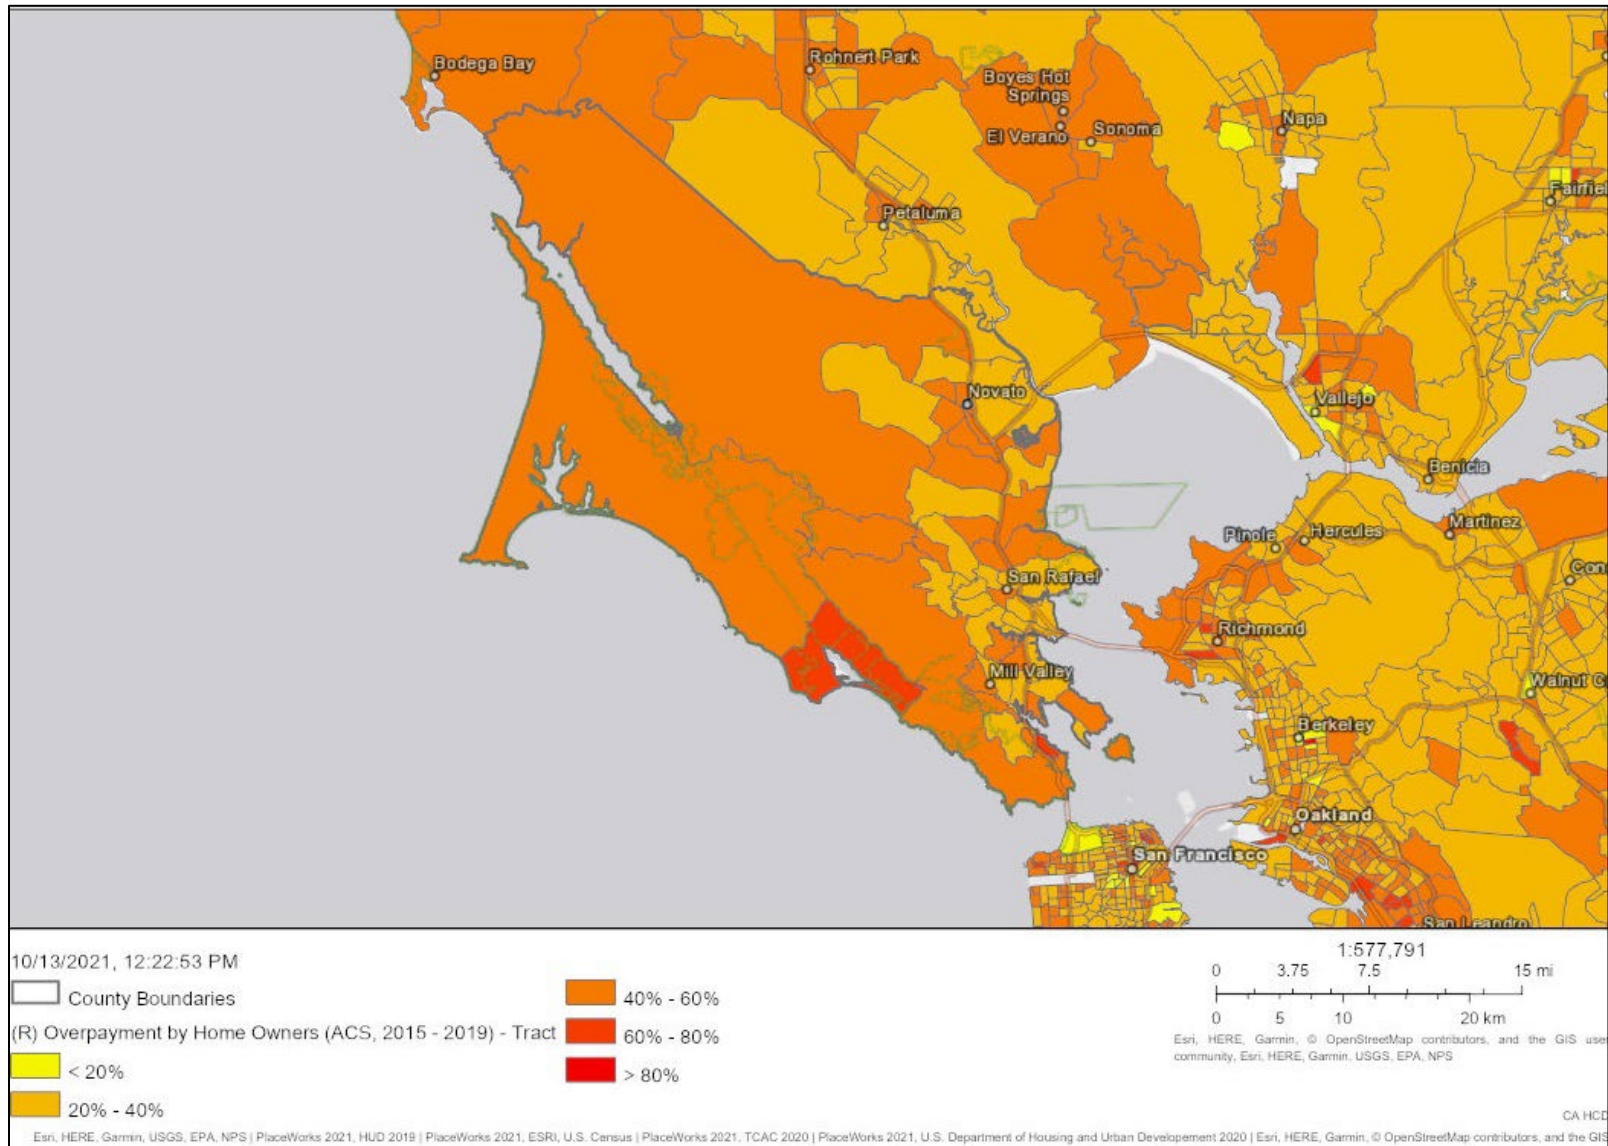 Bodega Bay
Rohnert Park
Boyes Hot
Springs
El Verano
Sonoma
Napa
Petaluma
Fairfiel
Novato
Vallejo
Benicia
Martinez
Pinole
Hercules
Con
San Rafael
Richmond
Mill Valley
Walnut C
Berkeley
Oakland
San Francisco
San Leandro
10/13/2021, 12:22:53 PM
County Boundaries
(R) Overpayment by Home Owners (ACS, 2015 - 2019) - Tract
< 20%
20% - 40%
40% - 60%
60% - 80%
> 80%
1:577,791
0 3.75 7.5 15 mi
0 5 10 20 km
Esri, HERE, Garmin, © OpenStreetMap contributors, and the GIS user
community, Esri, HERE, Garmin, USGS, EPA, NPS
CA HCD
Esri, HERE, Garmin, USGS, EPA, NPS | PlaceWorks 2021, HUD 2019 | PlaceWorks 2021, ESRI, U.S. Census | PlaceWorks 2021, TCAC 2020 | PlaceWorks 2021, U.S. Department of Housing and Urban Developement 2020 | Esri, HERE, Garmin, © OpenStreetMap contributors, and the GIS